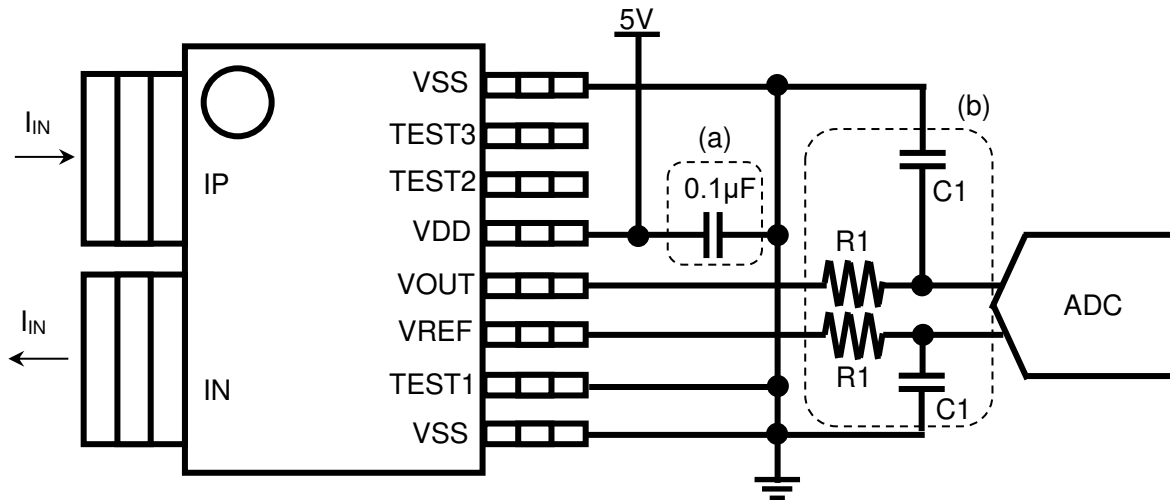 5V
VSS
(b)
I_IN
TEST3
(a)
IP
TEST2
0.1µF
C1
VDD
R1
VOUT
ADC
I_IN
VREF
IN
TEST1
R1
C1
VSS